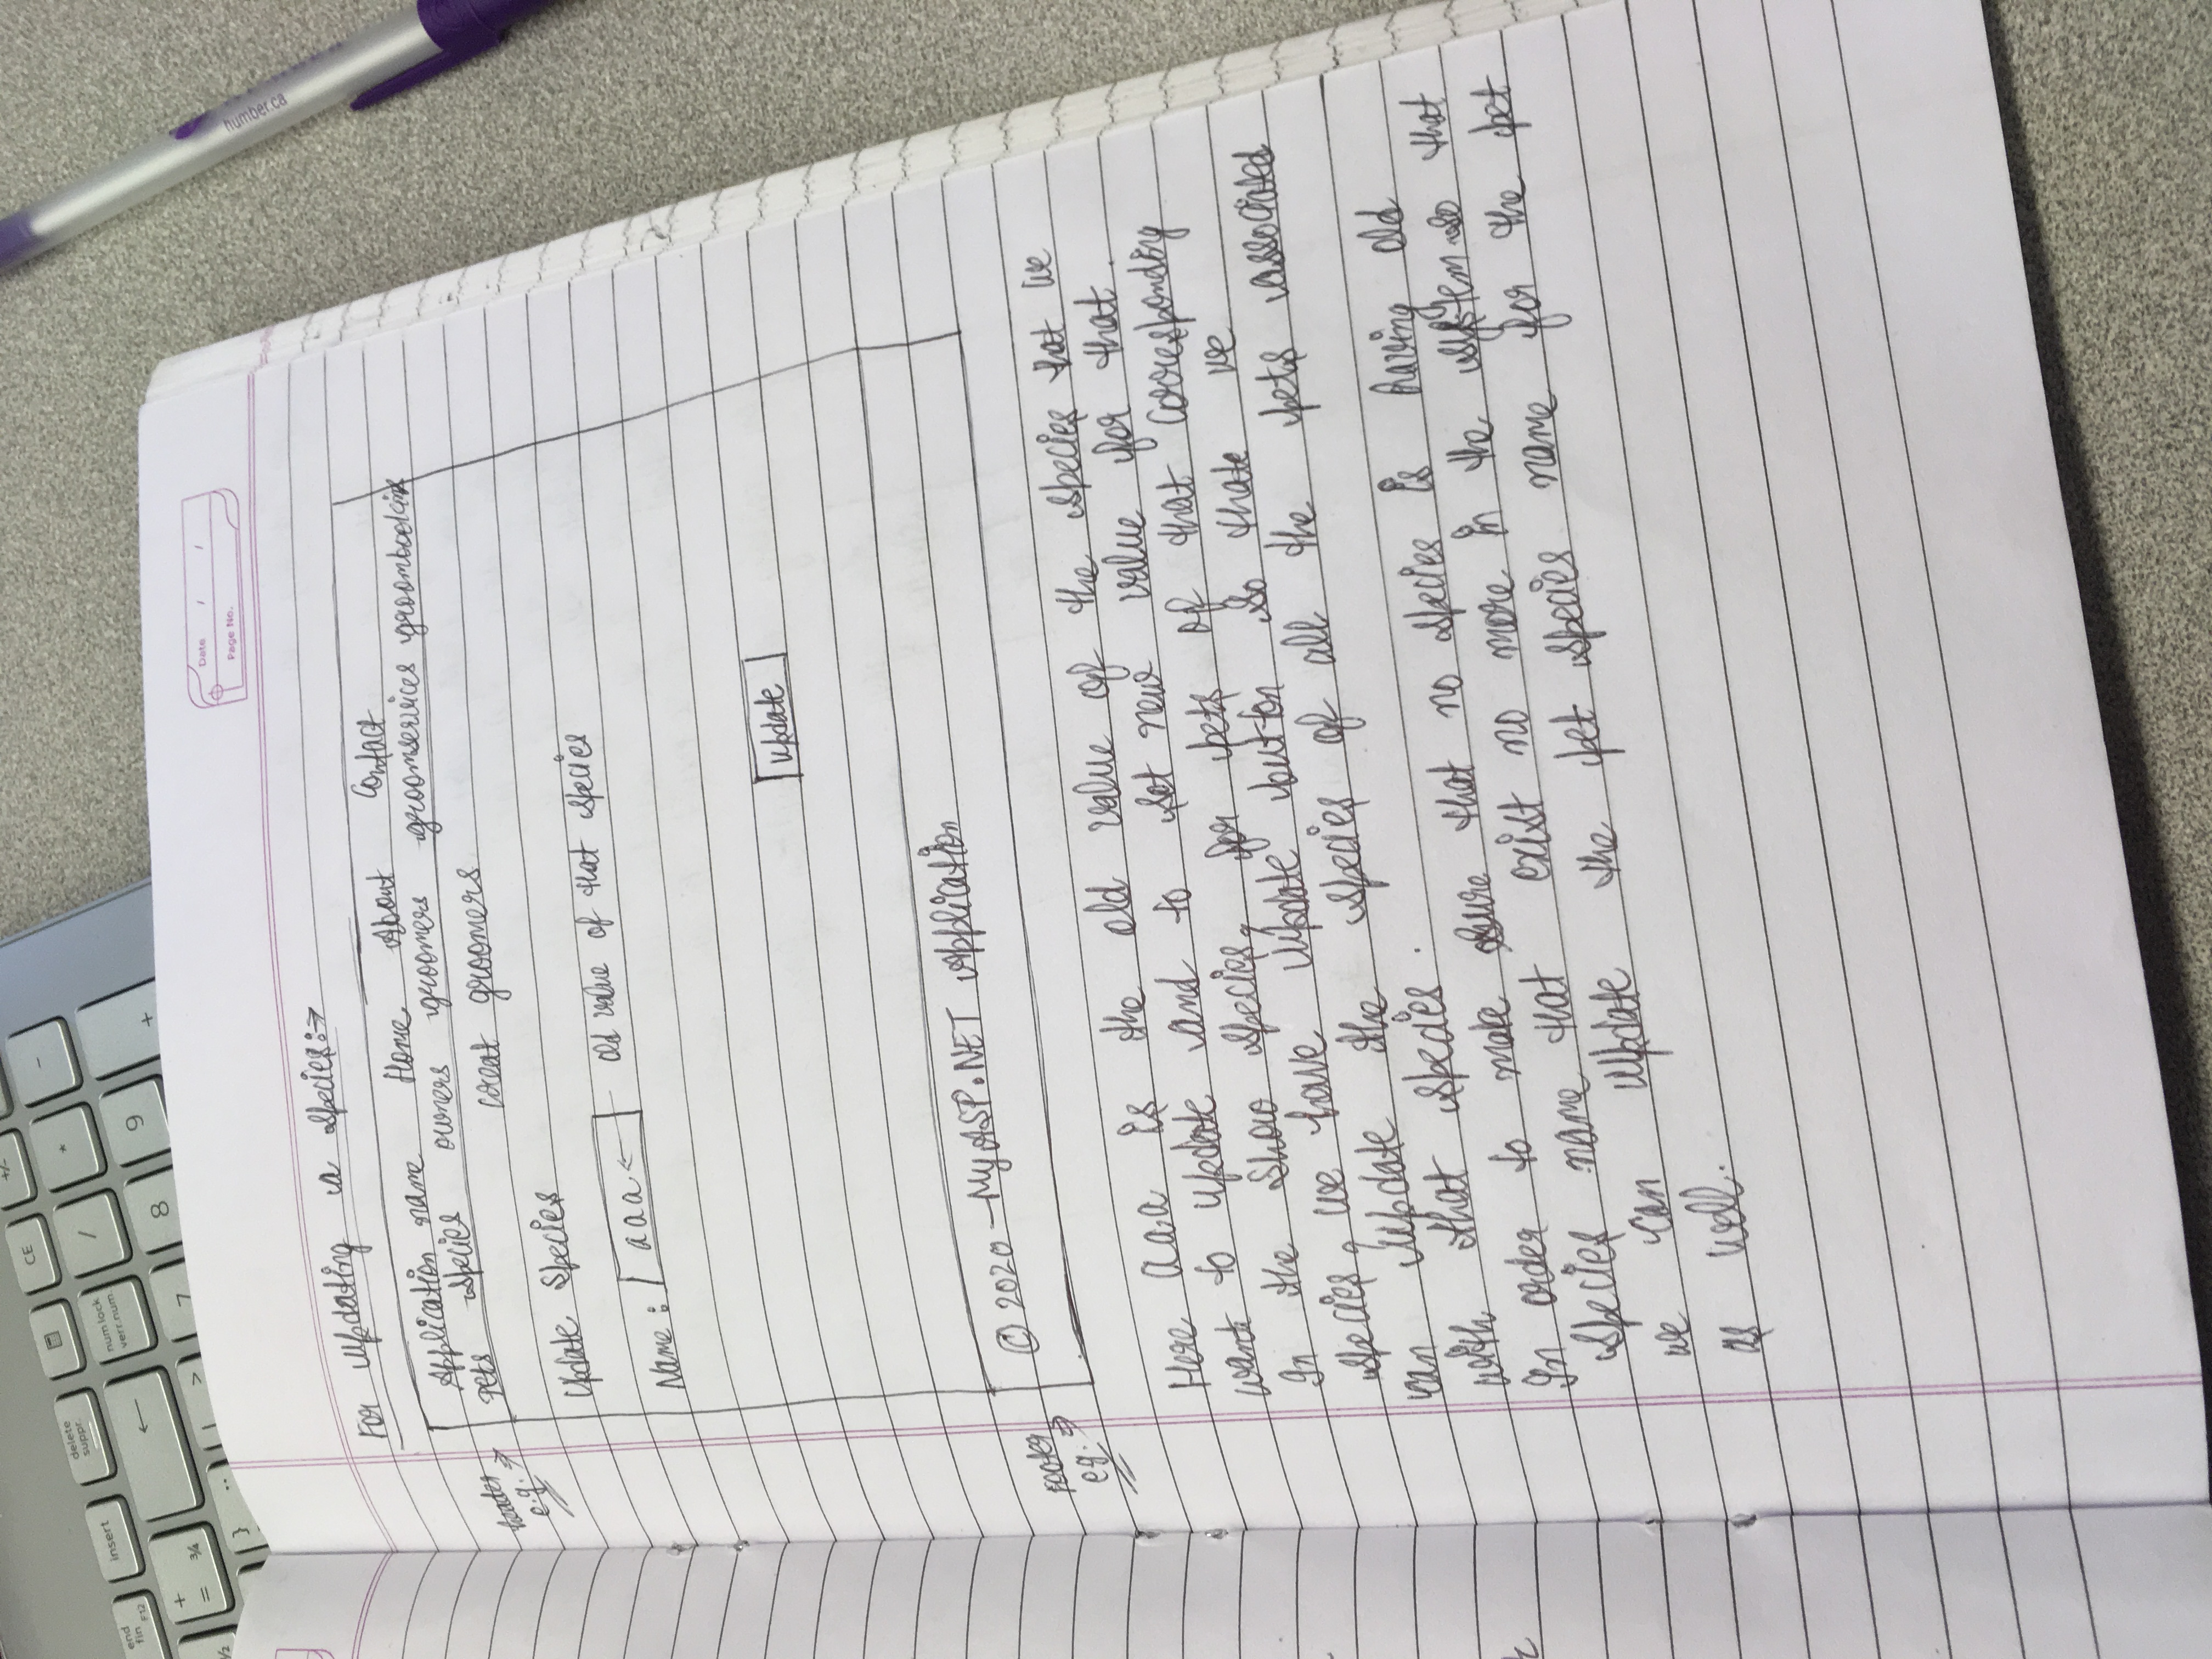 CE
+/-
delete
suppr.
*
-
end
fin F12
insert
num lock
verr.num.
/
←
7
8
9
+
+
=
3/4
1/2
}
>
Date / /
Page No.
humber.ca
For Updating a Species:→
Application name Home About Contact
Pets species owners groomers groomservices groombooking
creat groomers
header
e.g. →
Update Species
Name : aaa ← old value of that species
Update
© 2020 - My ASP.NET Application
Footer
eg. →
Here aaa is the old value of the species that we
want to update and to set new value for that.
In the show species, for pets of that corresponding
species, we have Update button so thate we
can update the species of all the pets associated
with that species.
In order to make sure that no species is having old
species name that exist no more in the system so that
we can update the pet species name for the pet
as well.